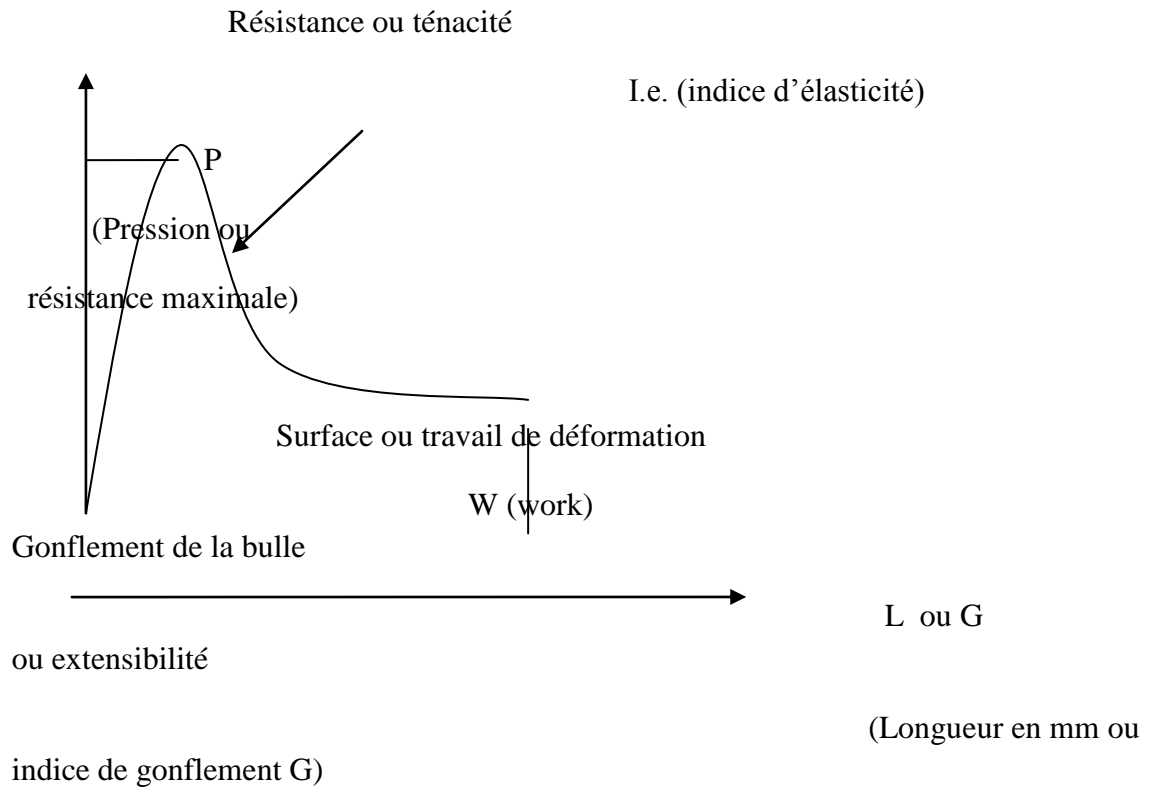 Résistance ou ténacité
I.e. (indice d’élasticité)
P
(Pression ou
résistance maximale)
Surface ou travail de déformation
W (work)
Gonflement de la bulle
L ou G
ou extensibilité
(Longueur en mm ou
indice de gonflement G)